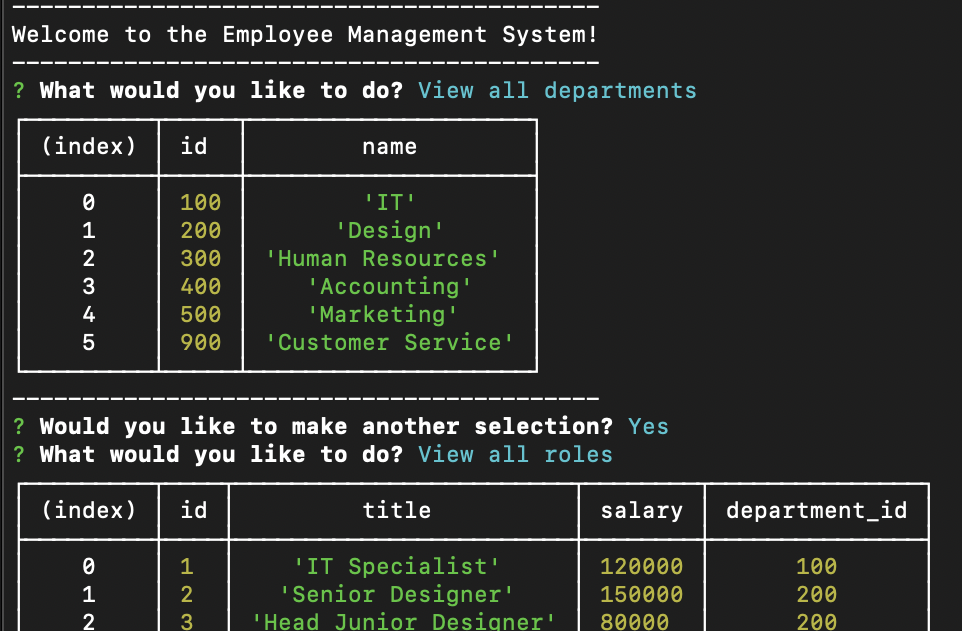 Welcome to the Employee Management System!
? What would you like to do? View all departments
(index) id name
0 100 'IT'
1 200 'Design'
2 300 'Human Resources'
3 400 'Accounting'
4 500 'Marketing'
5 900 'Customer Service'
? Would you like to make another selection? Yes
? What would you like to do? View all roles
(index) id title salary department_id
0 1 'IT Specialist' 120000 100
1 2 'Senior Designer' 150000 200
2 3 'Head Junior Designer' 80000 200